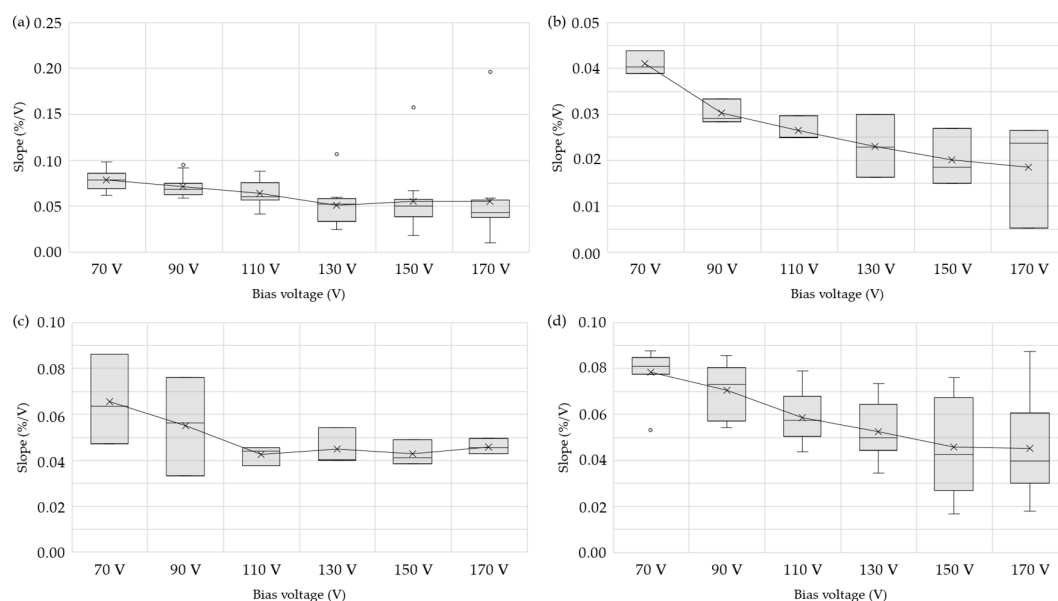 (a)
0.25
0.20
0.15
0.10
0.05
0.00
Slope (%/V)
70 V 90 V 110 V 130 V 150 V 170 V
Bias voltage (V)
(b)
0.05
0.04
0.03
0.02
0.01
0.00
Slope (%/V)
70 V 90 V 110 V 130 V 150 V 170 V
Bias voltage (V)
(c)
0.10
0.08
0.06
0.04
0.02
0.00
Slope (%/V)
70 V 90 V 110 V 130 V 150 V 170 V
Bias voltage (V)
(d)
0.10
0.08
0.06
0.04
0.02
0.00
Slope (%/V)
70 V 90 V 110 V 130 V 150 V 170 V
Bias voltage (V)